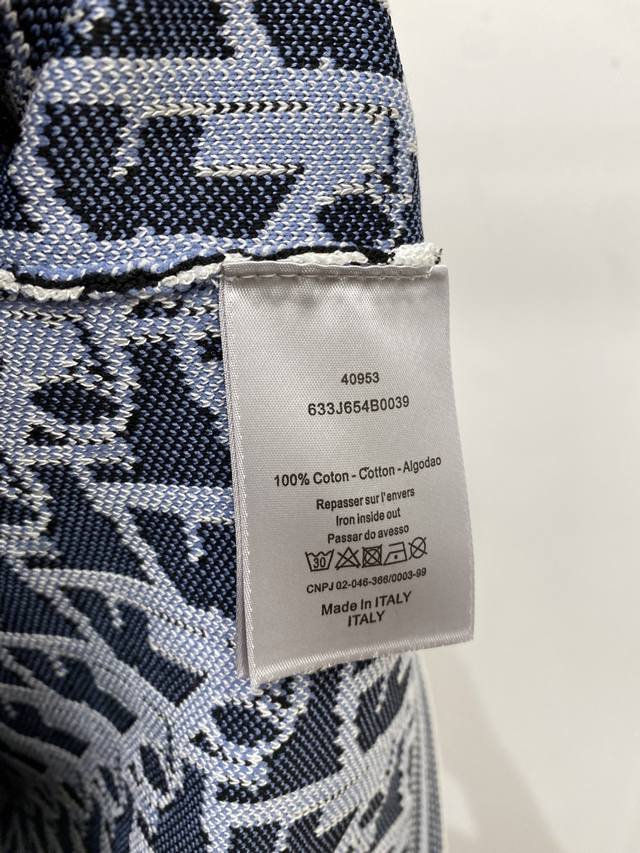 40953
633J654B0039
100% Coton - Cotton - Algodao
Repasser sur l'envers
Iron inside out
Passar do avesso
30
CNPJ 02-046-366/0003-99
Made In ITALY
ITALY